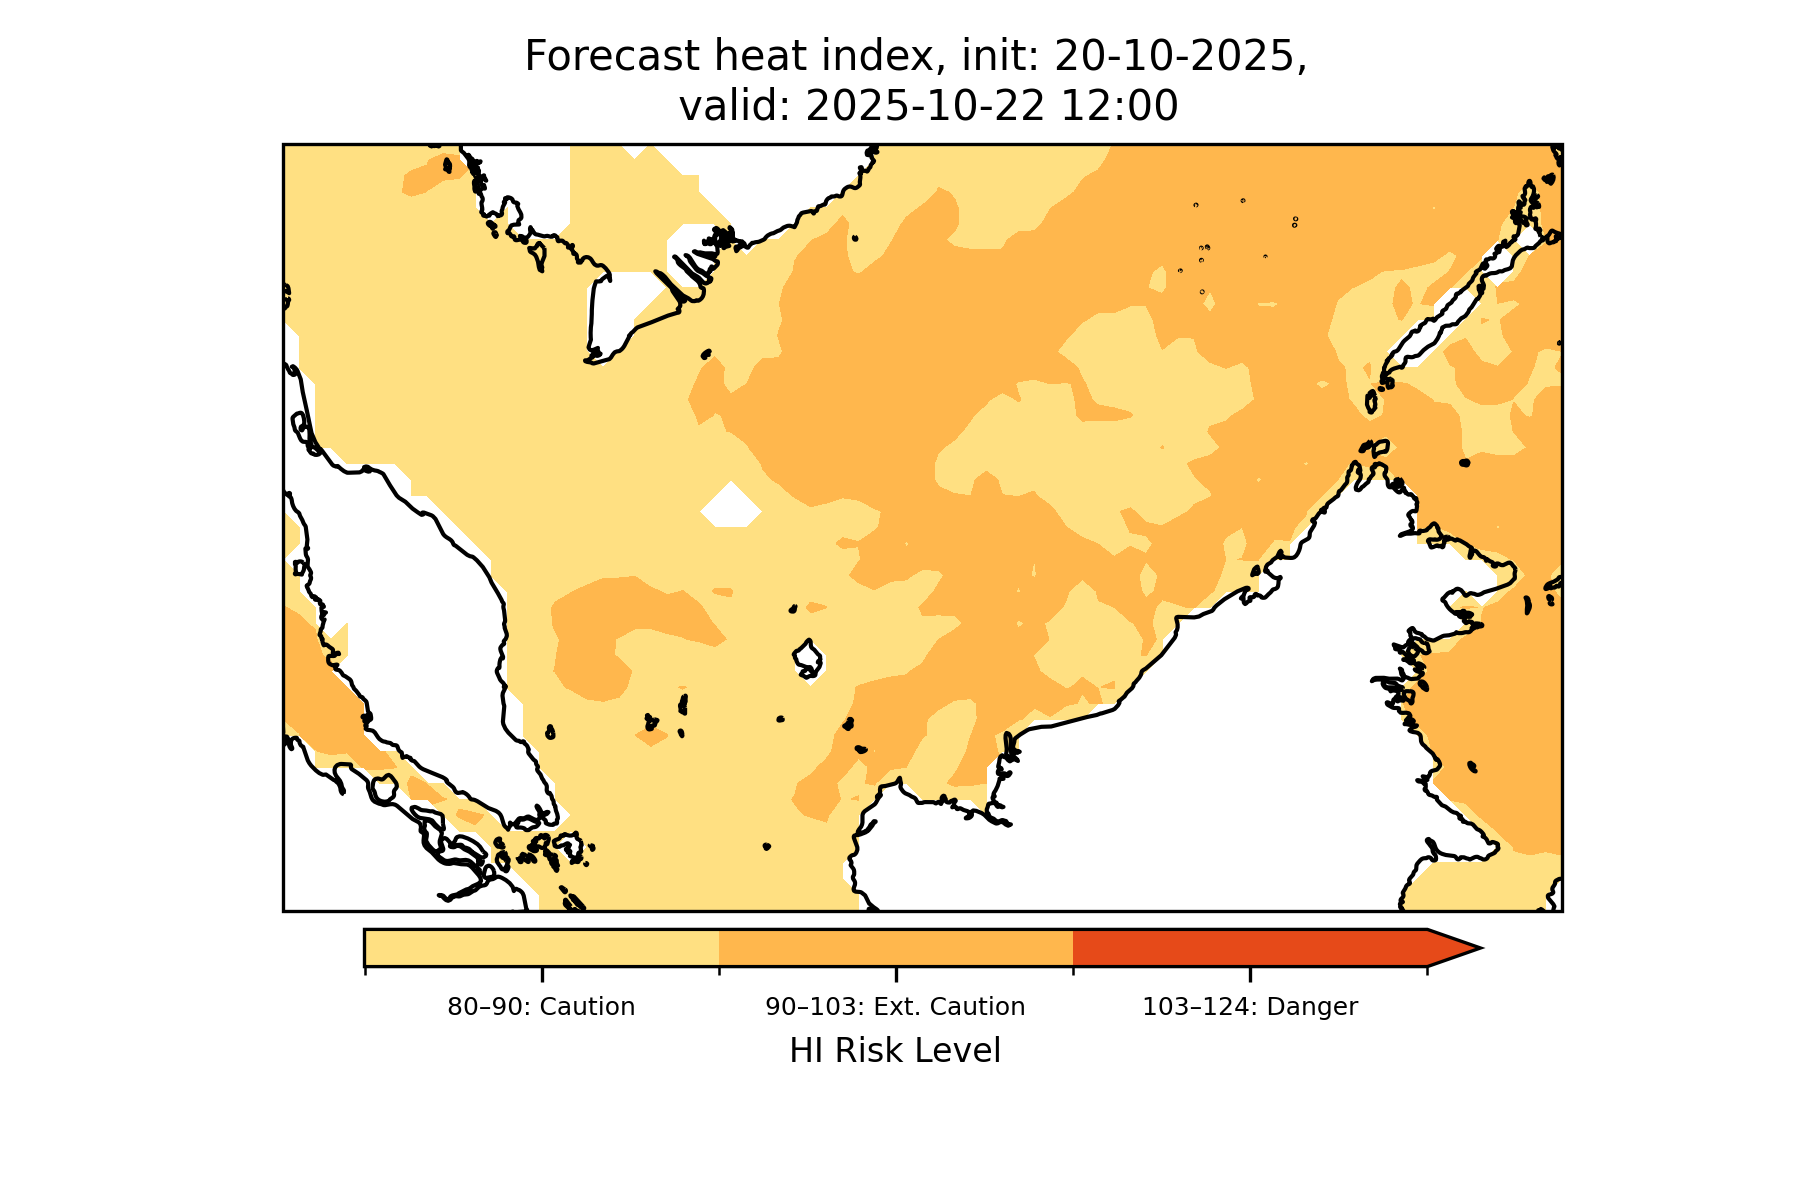 Forecast heat index, init: 20-10-2025,
valid: 2025-10-22 12:00
80–90: Caution
90–103: Ext. Caution
103–124: Danger
HI Risk Level